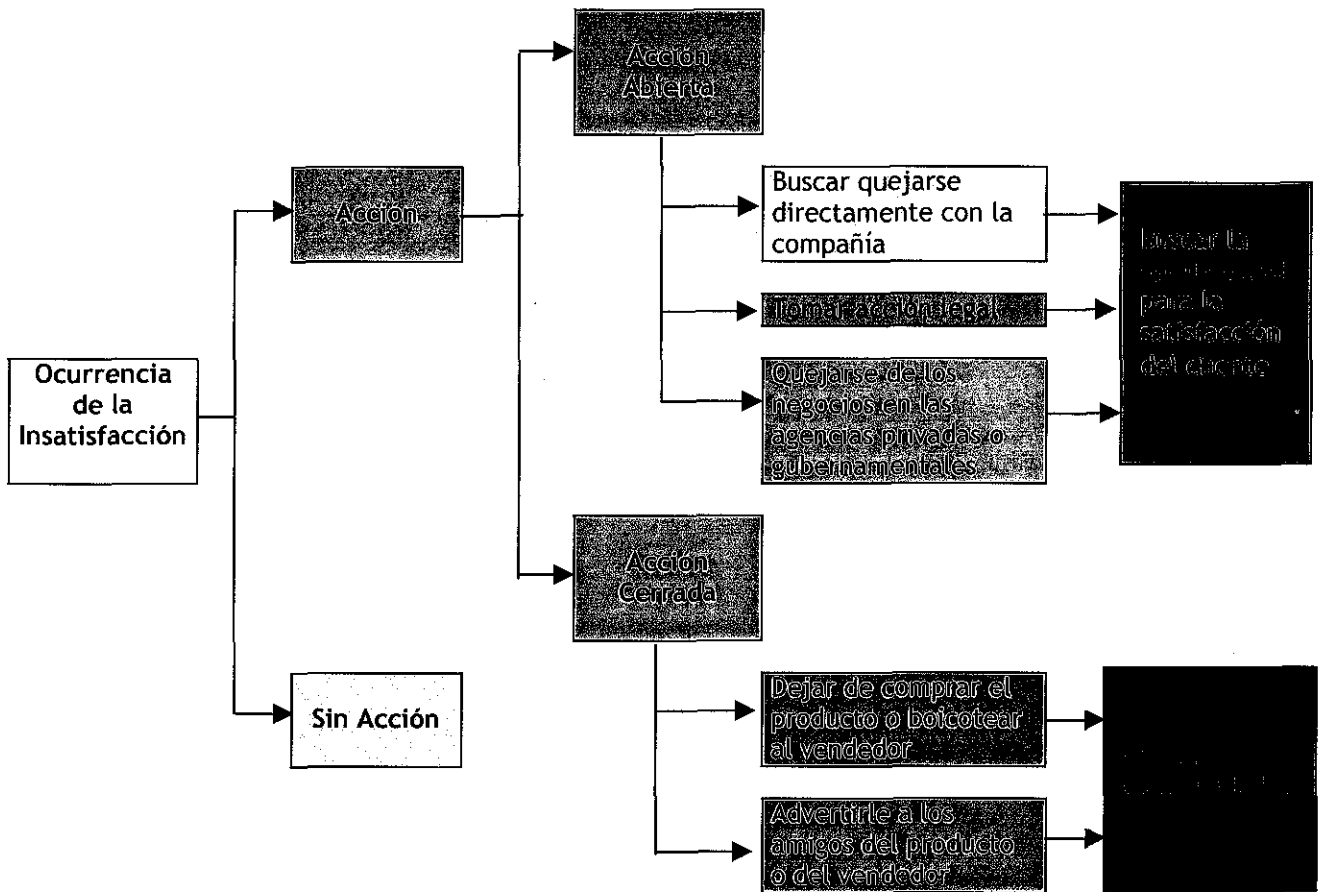 Acción
Abierta
Acción
Buscar quejarse
directamente con la
compañía
Tomar acción legal
Quejarse de los
negocios en las
agencias privadas o
gubernamentales
buscar la
para la
satisfacción
del cliente
Ocurrencia
de la
Insatisfacción
Acción
Cerrada
Sin Acción
Dejar de comprar el
producto o boicotear
al vendedor
Advertirle a los
amigos del producto
o del vendedor